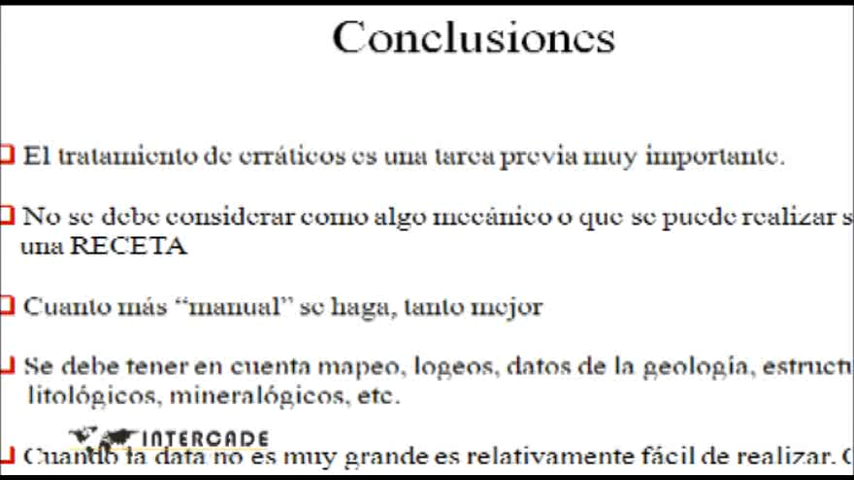 Conclusiones
El tratamiento de erráticos es una tarea previa muy importante.
No se debe considerar como algo mecánico o que se puede realizar
una RECETA
Cuanto más “manual” se haga, tanto mejor
Se debe tener en cuenta mapeo, logeos, datos de la geología,
litológicos, mineralógicos, etc.
INTERCADE
Cuando la data no es muy grande es relativamente fácil de realizar.